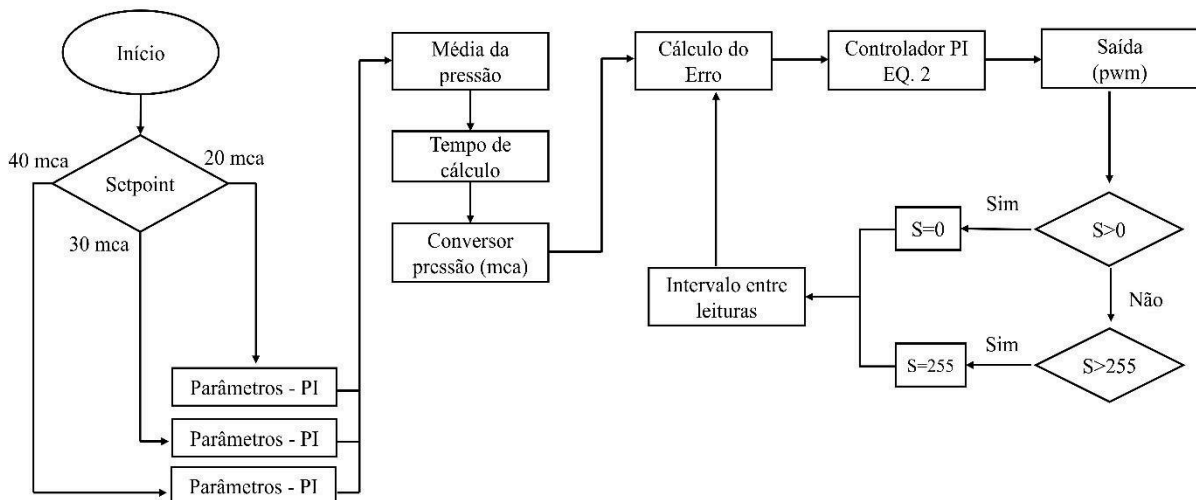 Início
40 mca
20 mca
Setpoint
30 mca
Parâmetros - PI
Parâmetros - PI
Parâmetros - PI
Média da
pressão
Tempo de
cálculo
Conversor
pressão (mca)
Cálculo do
Erro
Controlador PI
EQ. 2
Saída
(pwm)
S>0
Sim
S=0
Não
S>255
Sim
S=255
Intervalo entre
leituras